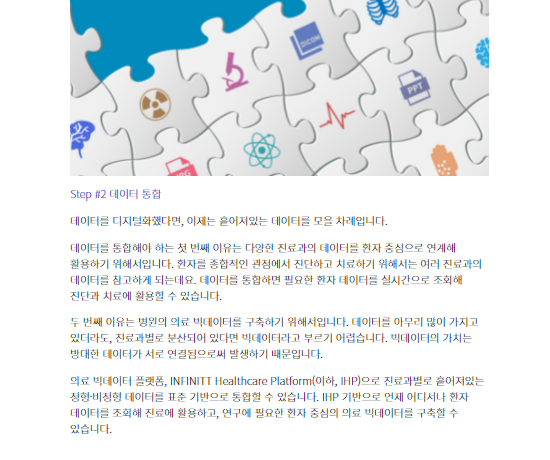 DICOM
PPT
Step #2 데이터 통합
데이터를 디지털화했다면, 이제는 흩어져있는 데이터를 모을 차례입니다.
데이터를 통합해야 하는 첫 번째 이유는 다양한 진료과의 데이터를 환자 중심으로 연계해
활용하기 위해서입니다. 환자를 종합적인 관점에서 진단하고 치료하기 위해서는 여러 진료과의
데이터를 참고하게 되는데요. 데이터를 통합하면 필요한 환자 데이터를 실시간으로 조회해
진단과 치료에 활용할 수 있습니다.
두 번째 이유는 병원의 의료 빅데이터를 구축하기 위해서입니다. 데이터를 아무리 많이 가지고
있더라도, 진료과별로 분산되어 있다면 빅데이터라고 부르기 어렵습니다. 빅데이터의 가치는
방대한 데이터가 서로 연결됨으로써 발생하기 때문입니다.
의료 빅데이터 플랫폼, INFINITT Healthcare Platform(이하, IHP)으로 진료과별로 흩어져있는
정형·비정형 데이터를 표준 기반으로 통합할 수 있습니다. IHP 기반으로 언제 어디서나 환자
데이터를 조회해 진료에 활용하고, 연구에 필요한 환자 중심의 의료 빅데이터를 구축할 수
있습니다.